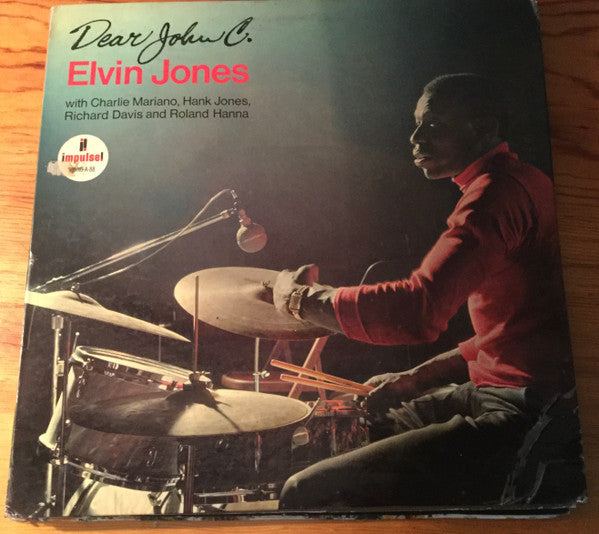 Dear John C.
Elvin Jones
with Charlie Mariano, Hank Jones,
Richard Davis and Roland Hanna
impulse!